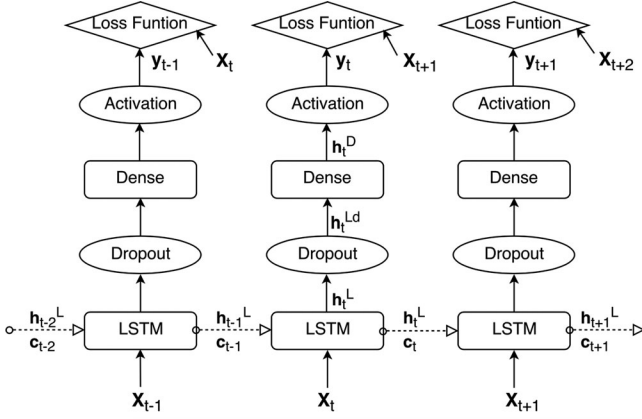 Loss Funtion Loss Funtion Loss Funtion
y_t-1 X_t y_t X_t+1 y_t+1 X_t+2
Activation Activation Activation
h_t^D
Dense Dense Dense
h_t^Ld
Dropout Dropout Dropout
h_t^L
h_t-2^L LSTM h_t-1^L LSTM h_t^L LSTM h_t+1^L
c_t-2 c_t-1 c_t c_t+1
X_t-1 X_t X_t+1